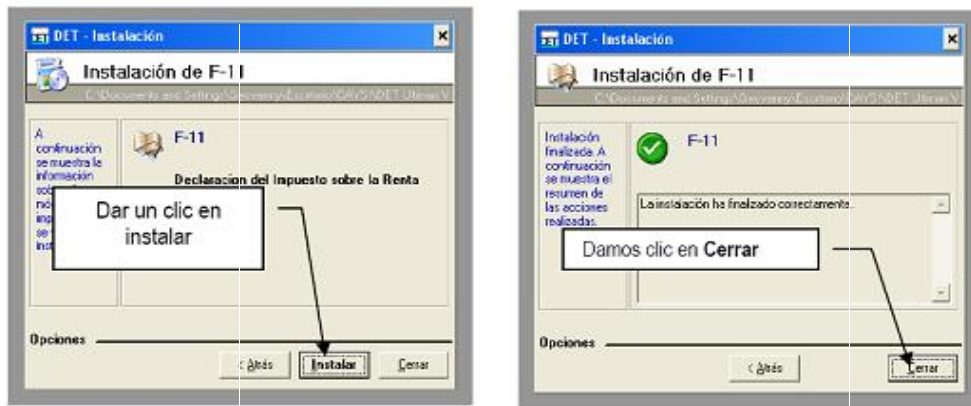 DET - Instalación
Instalación de F-11
A
continuación
se muestra la
información
F-11
Declaracion del Impuesto sobre la Renta
Dar un clic en
instalar
Opciones
< Atrás
Instalar
Cerrar
DET - Instalación
Instalación de F-11
Instalación
finalizada. A
continuación
se muestra el
resumen de
las acciones
realizadas.
F-11
La instalación ha finalizado correctamente.
Damos clic en Cerrar
Opciones
< Atrás
Cerrar